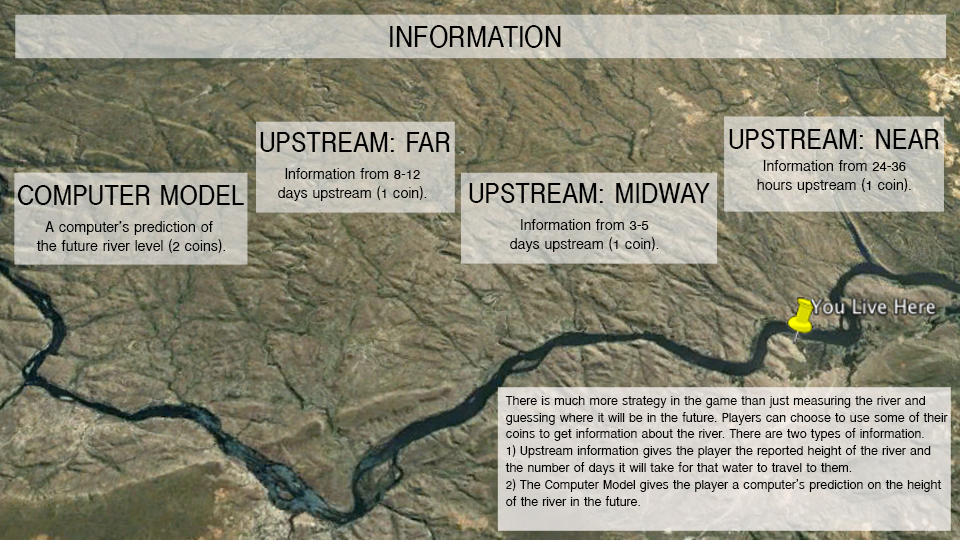 INFORMATION
UPSTREAM: NEAR
Information from 24-36
hours upstream (1 coin).
UPSTREAM: FAR
Information from 8-12
days upstream (1 coin).
UPSTREAM: MIDWAY
Information from 3-5
days upstream (1 coin).
COMPUTER MODEL
A computer's prediction of
the future river level (2 coins).
You Live Here
There is much more strategy in the game than just measuring the river and
guessing where it will be in the future. Players can choose to use some of their
coins to get information about the river. There are two types of information.
1) Upstream information gives the player the reported height of the river and
the number of days it will take for that water to travel to them.
2) The Computer Model gives the player a computer's prediction on the height
of the river in the future.